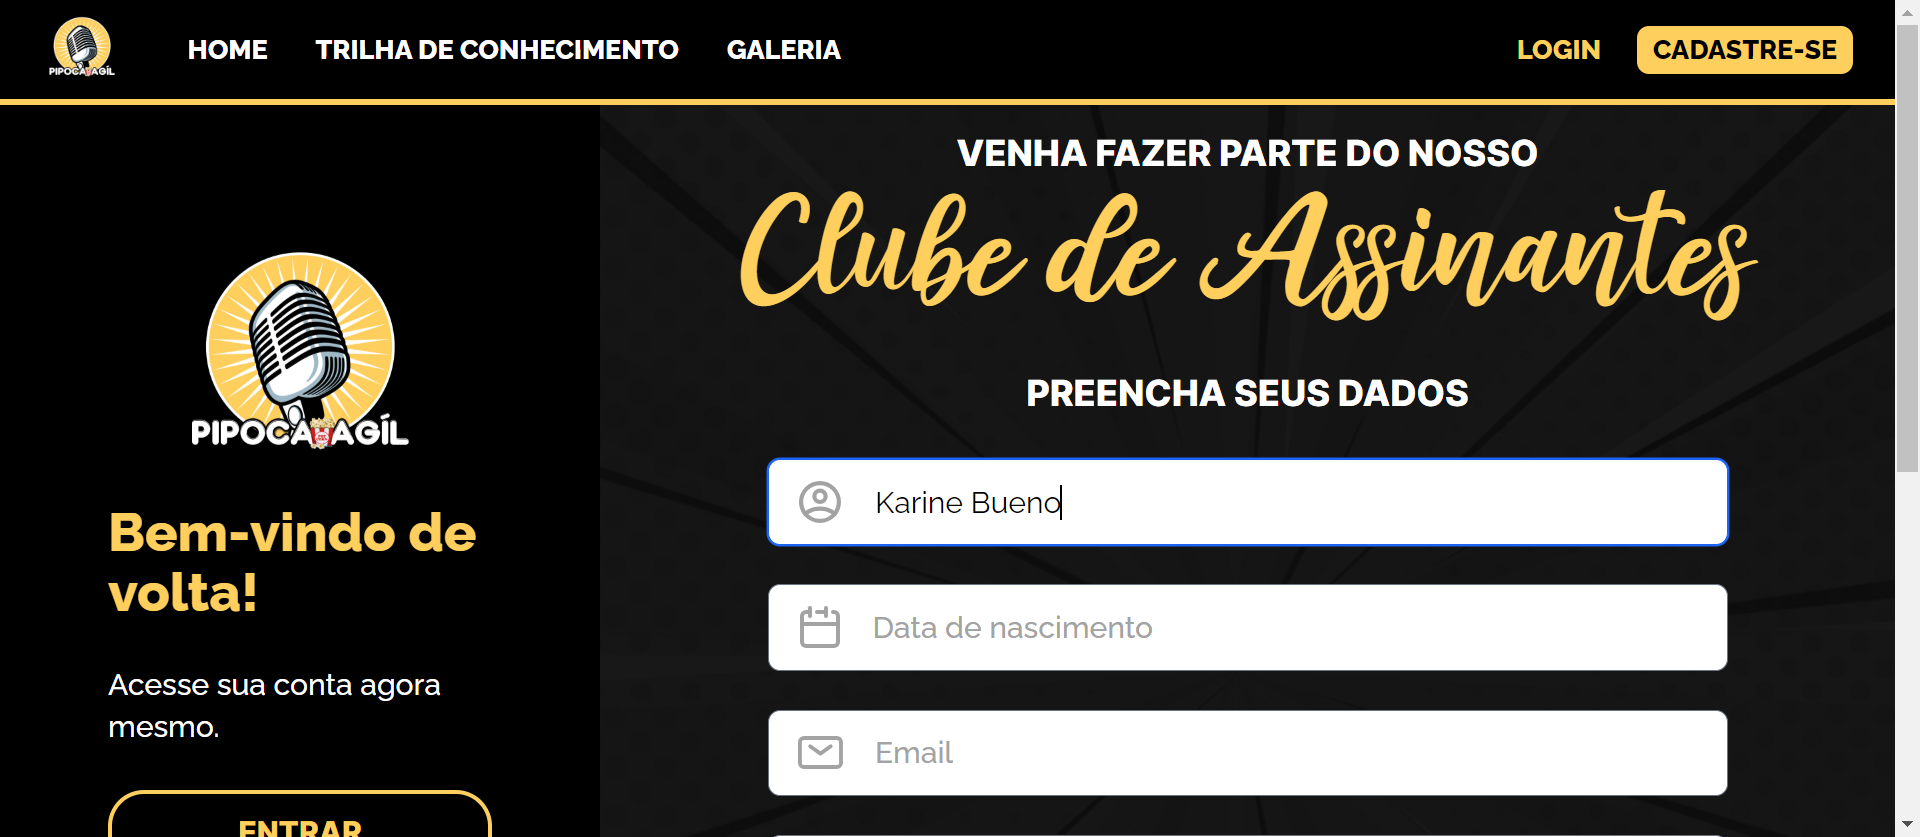 PIPOCA AGÍL
HOME
TRILHA DE CONHECIMENTO
GALERIA
LOGIN
CADASTRE-SE
PIPOCA AGÍL
Bem-vindo de
volta!
Acesse sua conta agora
mesmo.
ENTRAR
VENHA FAZER PARTE DO NOSSO
Clube de Assinantes
PREENCHA SEUS DADOS
Karine Bueno
Data de nascimento
Email